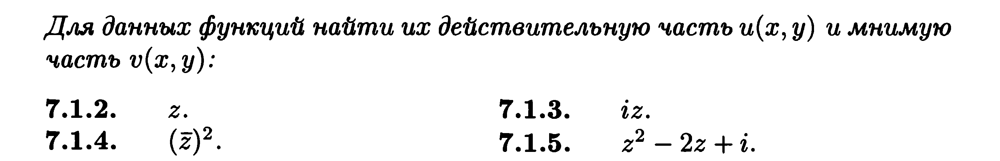 Для данных функций найти их действительную часть u(x, y) и мнимую
часть v(x, y):
7.1.2. z. 7.1.3. iz.
7.1.4. (z̄)². 7.1.5. z² − 2z + i.